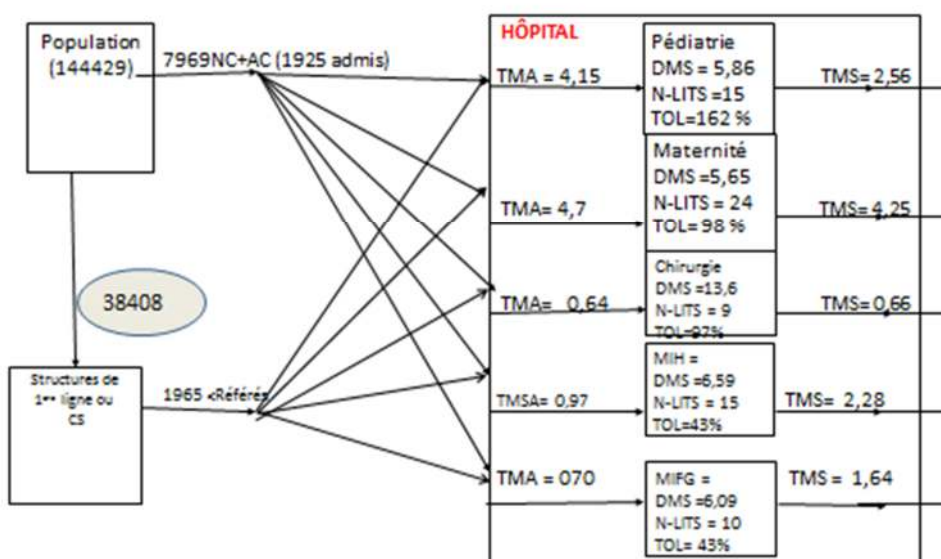 Population
(144429)
7969NC+AC (1925 admis)
38408
Structures de
1ère ligne ou
CS
1965 <Référés
HÔPITAL
TMA = 4,15
Pédiatrie
DMS = 5,86
N-LITS =15
TOL=162 %
TMS=2,56
TMA= 4,7
Maternité
DMS =5,65
N-LITS = 24
TOL= 98 %
TMS=4,25
TMA= 0,64
Chirurgie
DMS =13,6
N-LITS = 9
TOL=97%
TMS=0,66
TMSA= 0,97
MIH =
DMS =6,59
N-LITS = 15
TOL=43%
TMS= 2,28
TMA = 070
MIFG =
DMS =6,09
N-LITS = 10
TOL= 43%
TMS = 1,64